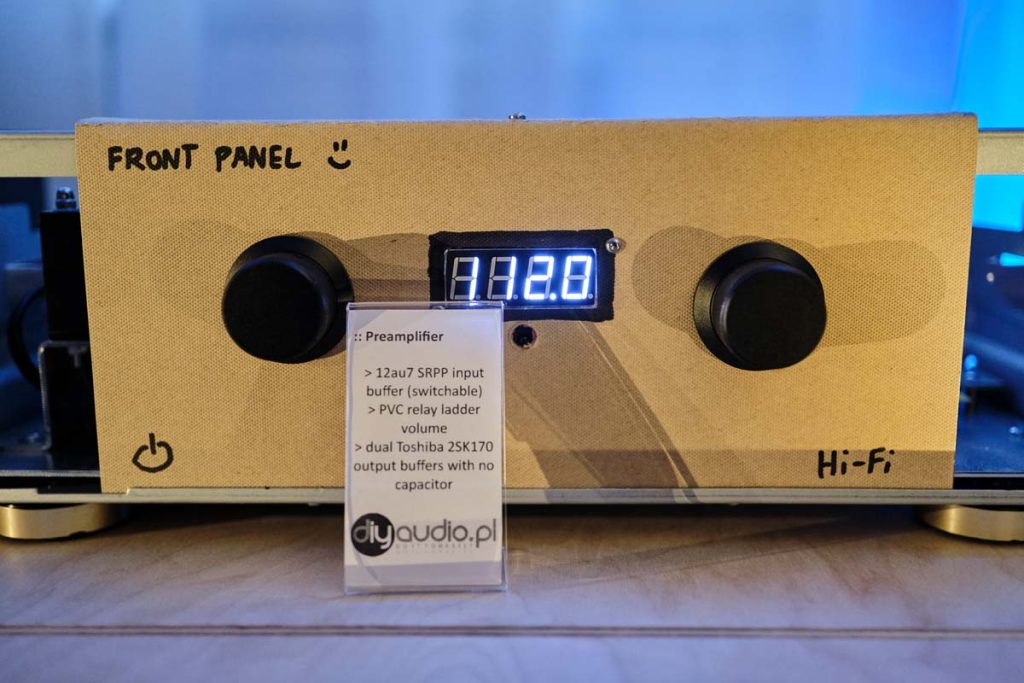 FRONT PANEL :)
112.0
:: Preamplifier
> 12au7 SRPP input
buffer (switchable)
> PVC relay ladder
volume
> dual Toshiba 2SK170
output buffers with no
capacitor
diyaudio.pl
Hi-Fi